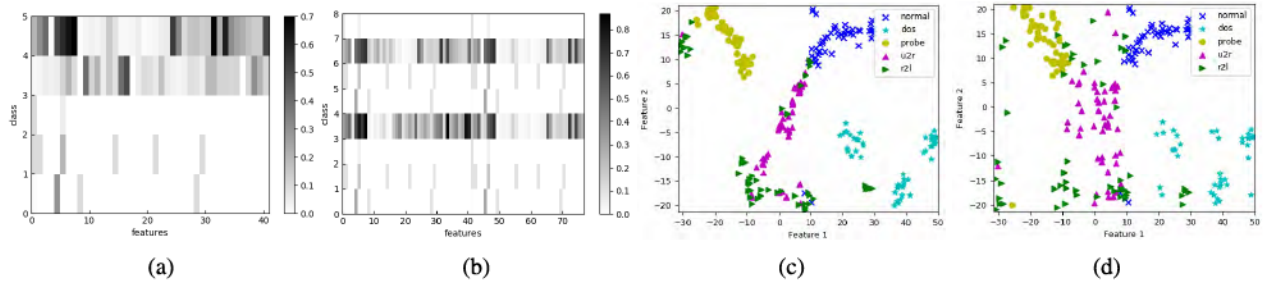 5
4
3
2
1
0
class
0 10 20 30 40
features
0.7
0.6
0.5
0.4
0.3
0.2
0.1
0.0
(a)
8
7
6
5
4
3
2
1
0
class
0 10 20 30 40 50 60 70
features
0.8
0.7
0.6
0.5
0.4
0.3
0.2
0.1
0.0
(b)
20
15
10
5
0
−5
−10
−15
−20
Feature 2
−30 −20 −10 0 10 20 30 40 50
Feature 1
normal
dos
probe
u2r
r2l
(c)
20
15
10
5
0
−5
−10
−15
−20
Feature 2
−30 −20 −10 0 10 20 30 40 50
Feature 1
normal
dos
probe
u2r
r2l
(d)